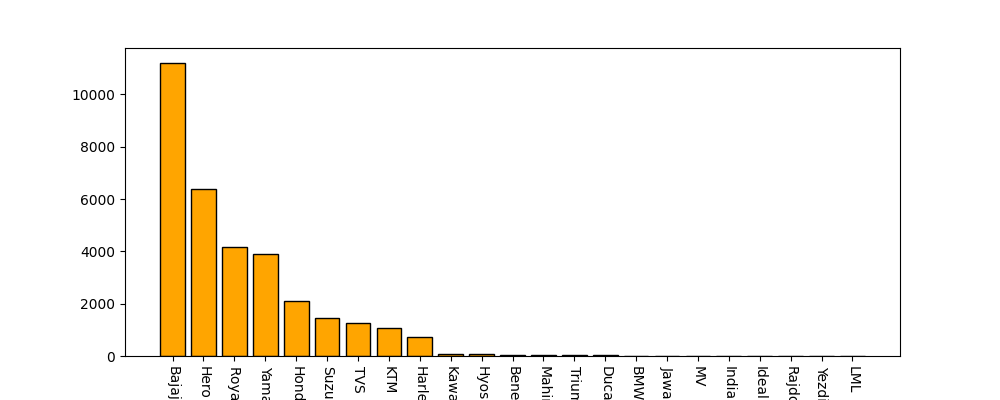 10000
8000
6000
4000
2000
0
Bajaj
Hero
Roya
Yama
Hond
Suzu
TVS
KTM
Harle
Kawa
Hyos
Bene
Mahi
Trium
Duca
BMW
Jawa
MV
India
Ideal
Rajdo
Yezdi
LML